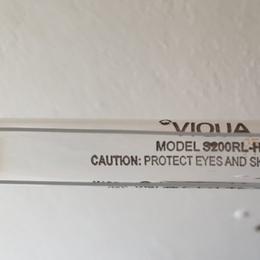 VIQUA
MODEL S200RL-H
CAUTION: PROTECT EYES AND SK